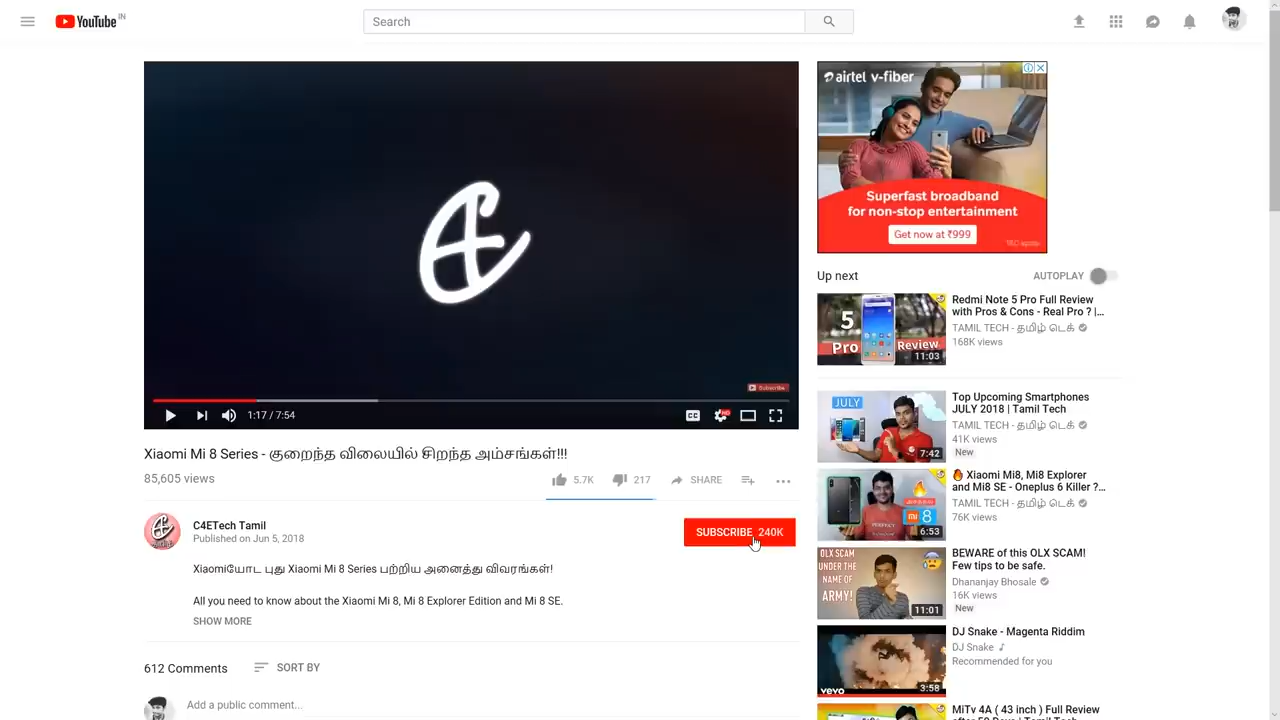 YouTube IN
Search
airtel v-fiber
Superfast broadband
for non-stop entertainment
Get now at ₹999
Subscribe
1:17 / 7:54
CC
HD
Xiaomi Mi 8 Series - குறைந்த விலையில் சிறந்த அம்சங்கள்!!!
85,605 views
5.7K
217
SHARE
C4ETech Tamil
Published on Jun 5, 2018
SUBSCRIBE 240K
Xiaomiயோட புது Xiaomi Mi 8 Series பற்றிய அனைத்து விவரங்கள்!
All you need to know about the Xiaomi Mi 8, Mi 8 Explorer Edition and Mi 8 SE.
SHOW MORE
612 Comments
SORT BY
Add a public comment...
Up next
AUTOPLAY
5
Pro Review
11:03
Redmi Note 5 Pro Full Review
with Pros & Cons - Real Pro ? |...
TAMIL TECH - தமிழ் டெக்
168K views
JULY
7:42
Top Upcoming Smartphones
JULY 2018 | Tamil Tech
TAMIL TECH - தமிழ் டெக்
41K views
New
PERFECT
mi 8
6:53
Xiaomi Mi8, Mi8 Explorer
and Mi8 SE - Oneplus 6 Killer ?...
TAMIL TECH - தமிழ் டெக்
76K views
OLX SCAM
UNDER THE
NAME OF
ARMY!
11:01
BEWARE of this OLX SCAM!
Few tips to be safe.
Dhananjay Bhosale
16K views
New
vevo
3:58
DJ Snake - Magenta Riddim
DJ Snake
Recommended for you
MiTv 4A ( 43 inch ) Full Review